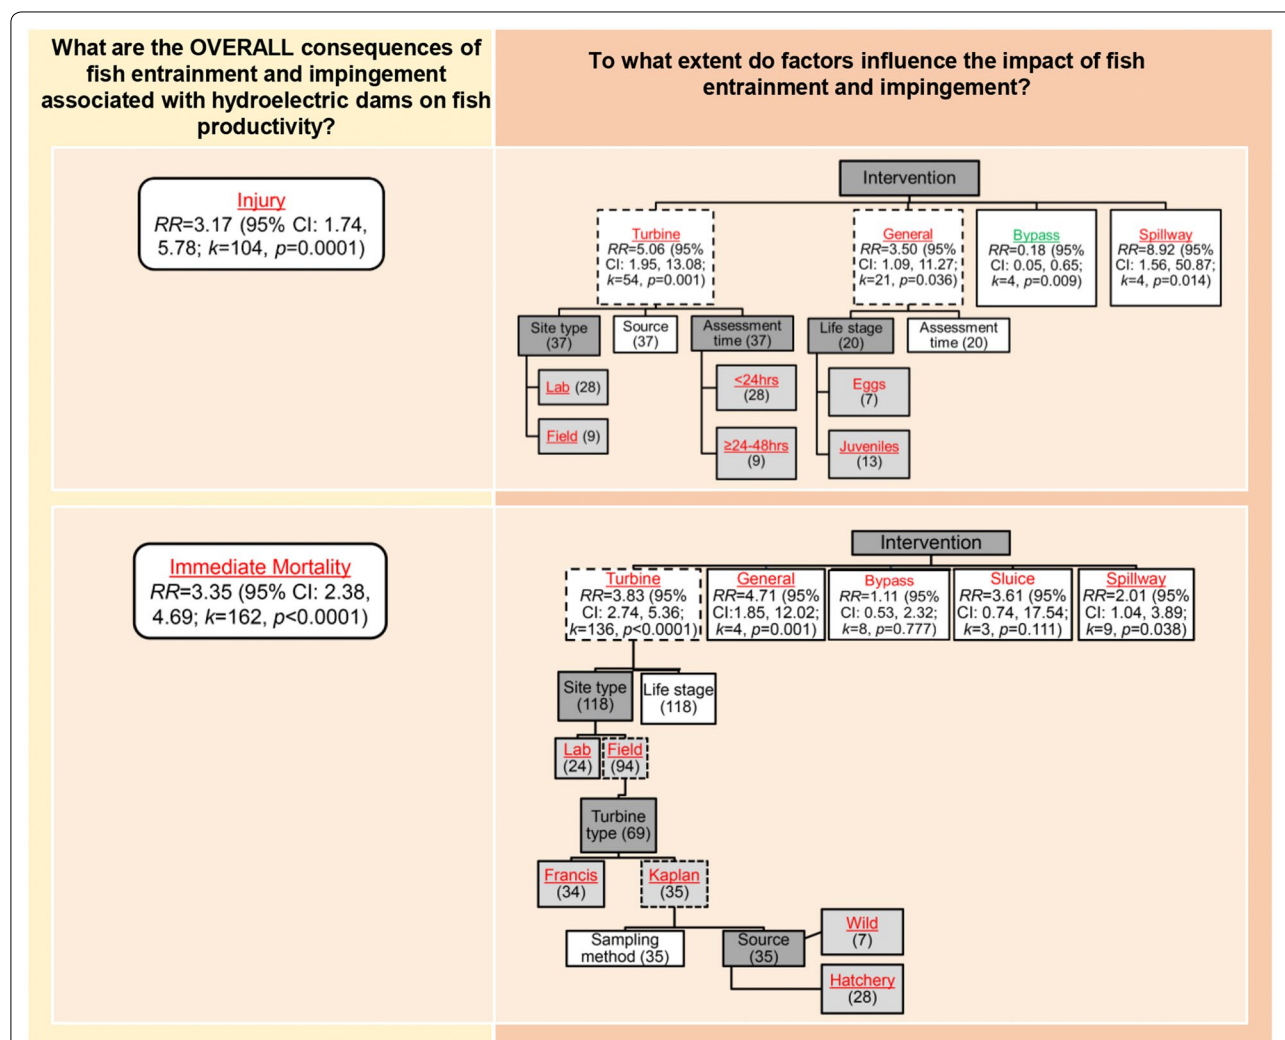 What are the OVERALL consequences of
fish entrainment and impingement
associated with hydroelectric dams on fish
productivity?
To what extent do factors influence the impact of fish
entrainment and impingement?
Injury
RR=3.17 (95% CI: 1.74,
5.78; k=104, p=0.0001)
Intervention
Turbine
RR=5.06 (95%
CI: 1.95, 13.08;
k=54, p=0.001)
General
RR=3.50 (95%
CI: 1.09, 11.27;
k=21, p=0.036)
Bypass
RR=0.18 (95%
CI: 0.05, 0.65;
k=4, p=0.009)
Spillway
RR=8.92 (95%
CI: 1.56, 50.87;
k=4, p=0.014)
Site type
(37)
Source
(37)
Assessment
time (37)
Life stage
(20)
Assessment
time (20)
Lab (28)
Field (9)
<24hrs
(28)
≥24-48hrs
(9)
Eggs
(7)
Juveniles
(13)
Immediate Mortality
RR=3.35 (95% CI: 2.38,
4.69; k=162, p<0.0001)
Intervention
Turbine
RR=3.83 (95%
CI: 2.74, 5.36;
k=136, p<0.0001)
General
RR=4.71 (95%
CI:1.85, 12.02;
k=4, p=0.001)
Bypass
RR=1.11 (95%
CI: 0.53, 2.32;
k=8, p=0.777)
Sluice
RR=3.61 (95%
CI: 0.74, 17.54;
k=3, p=0.111)
Spillway
RR=2.01 (95%
CI: 1.04, 3.89;
k=9, p=0.038)
Site type
(118)
Life stage
(118)
Lab
(24)
Field
(94)
Turbine
type (69)
Francis
(34)
Kaplan
(35)
Sampling
method (35)
Source
(35)
Wild
(7)
Hatchery
(28)